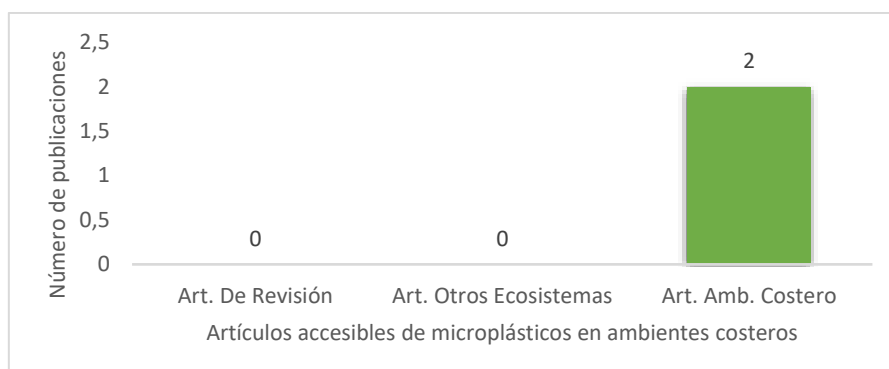 Número de publicaciones
2,5
2
1,5
1
0,5
0
0
0
2
Art. De Revisión
Art. Otros Ecosistemas
Art. Amb. Costero
Artículos accesibles de microplásticos en ambientes costeros